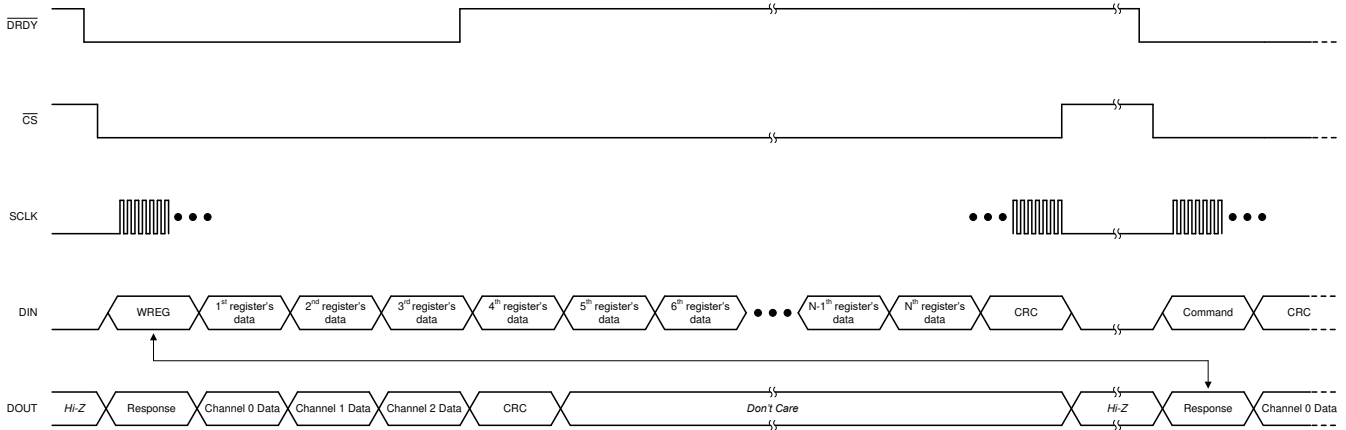 DRDY
CS
SCLK
DIN
WREG
1st register's data
2nd register's data
3rd register's data
4th register's data
5th register's data
6th register's data
N-1th register's data
Nth register's data
CRC
Command
CRC
DOUT
Hi-Z
Response
Channel 0 Data
Channel 1 Data
Channel 2 Data
CRC
Don't Care
Hi-Z
Response
Channel 0 Data